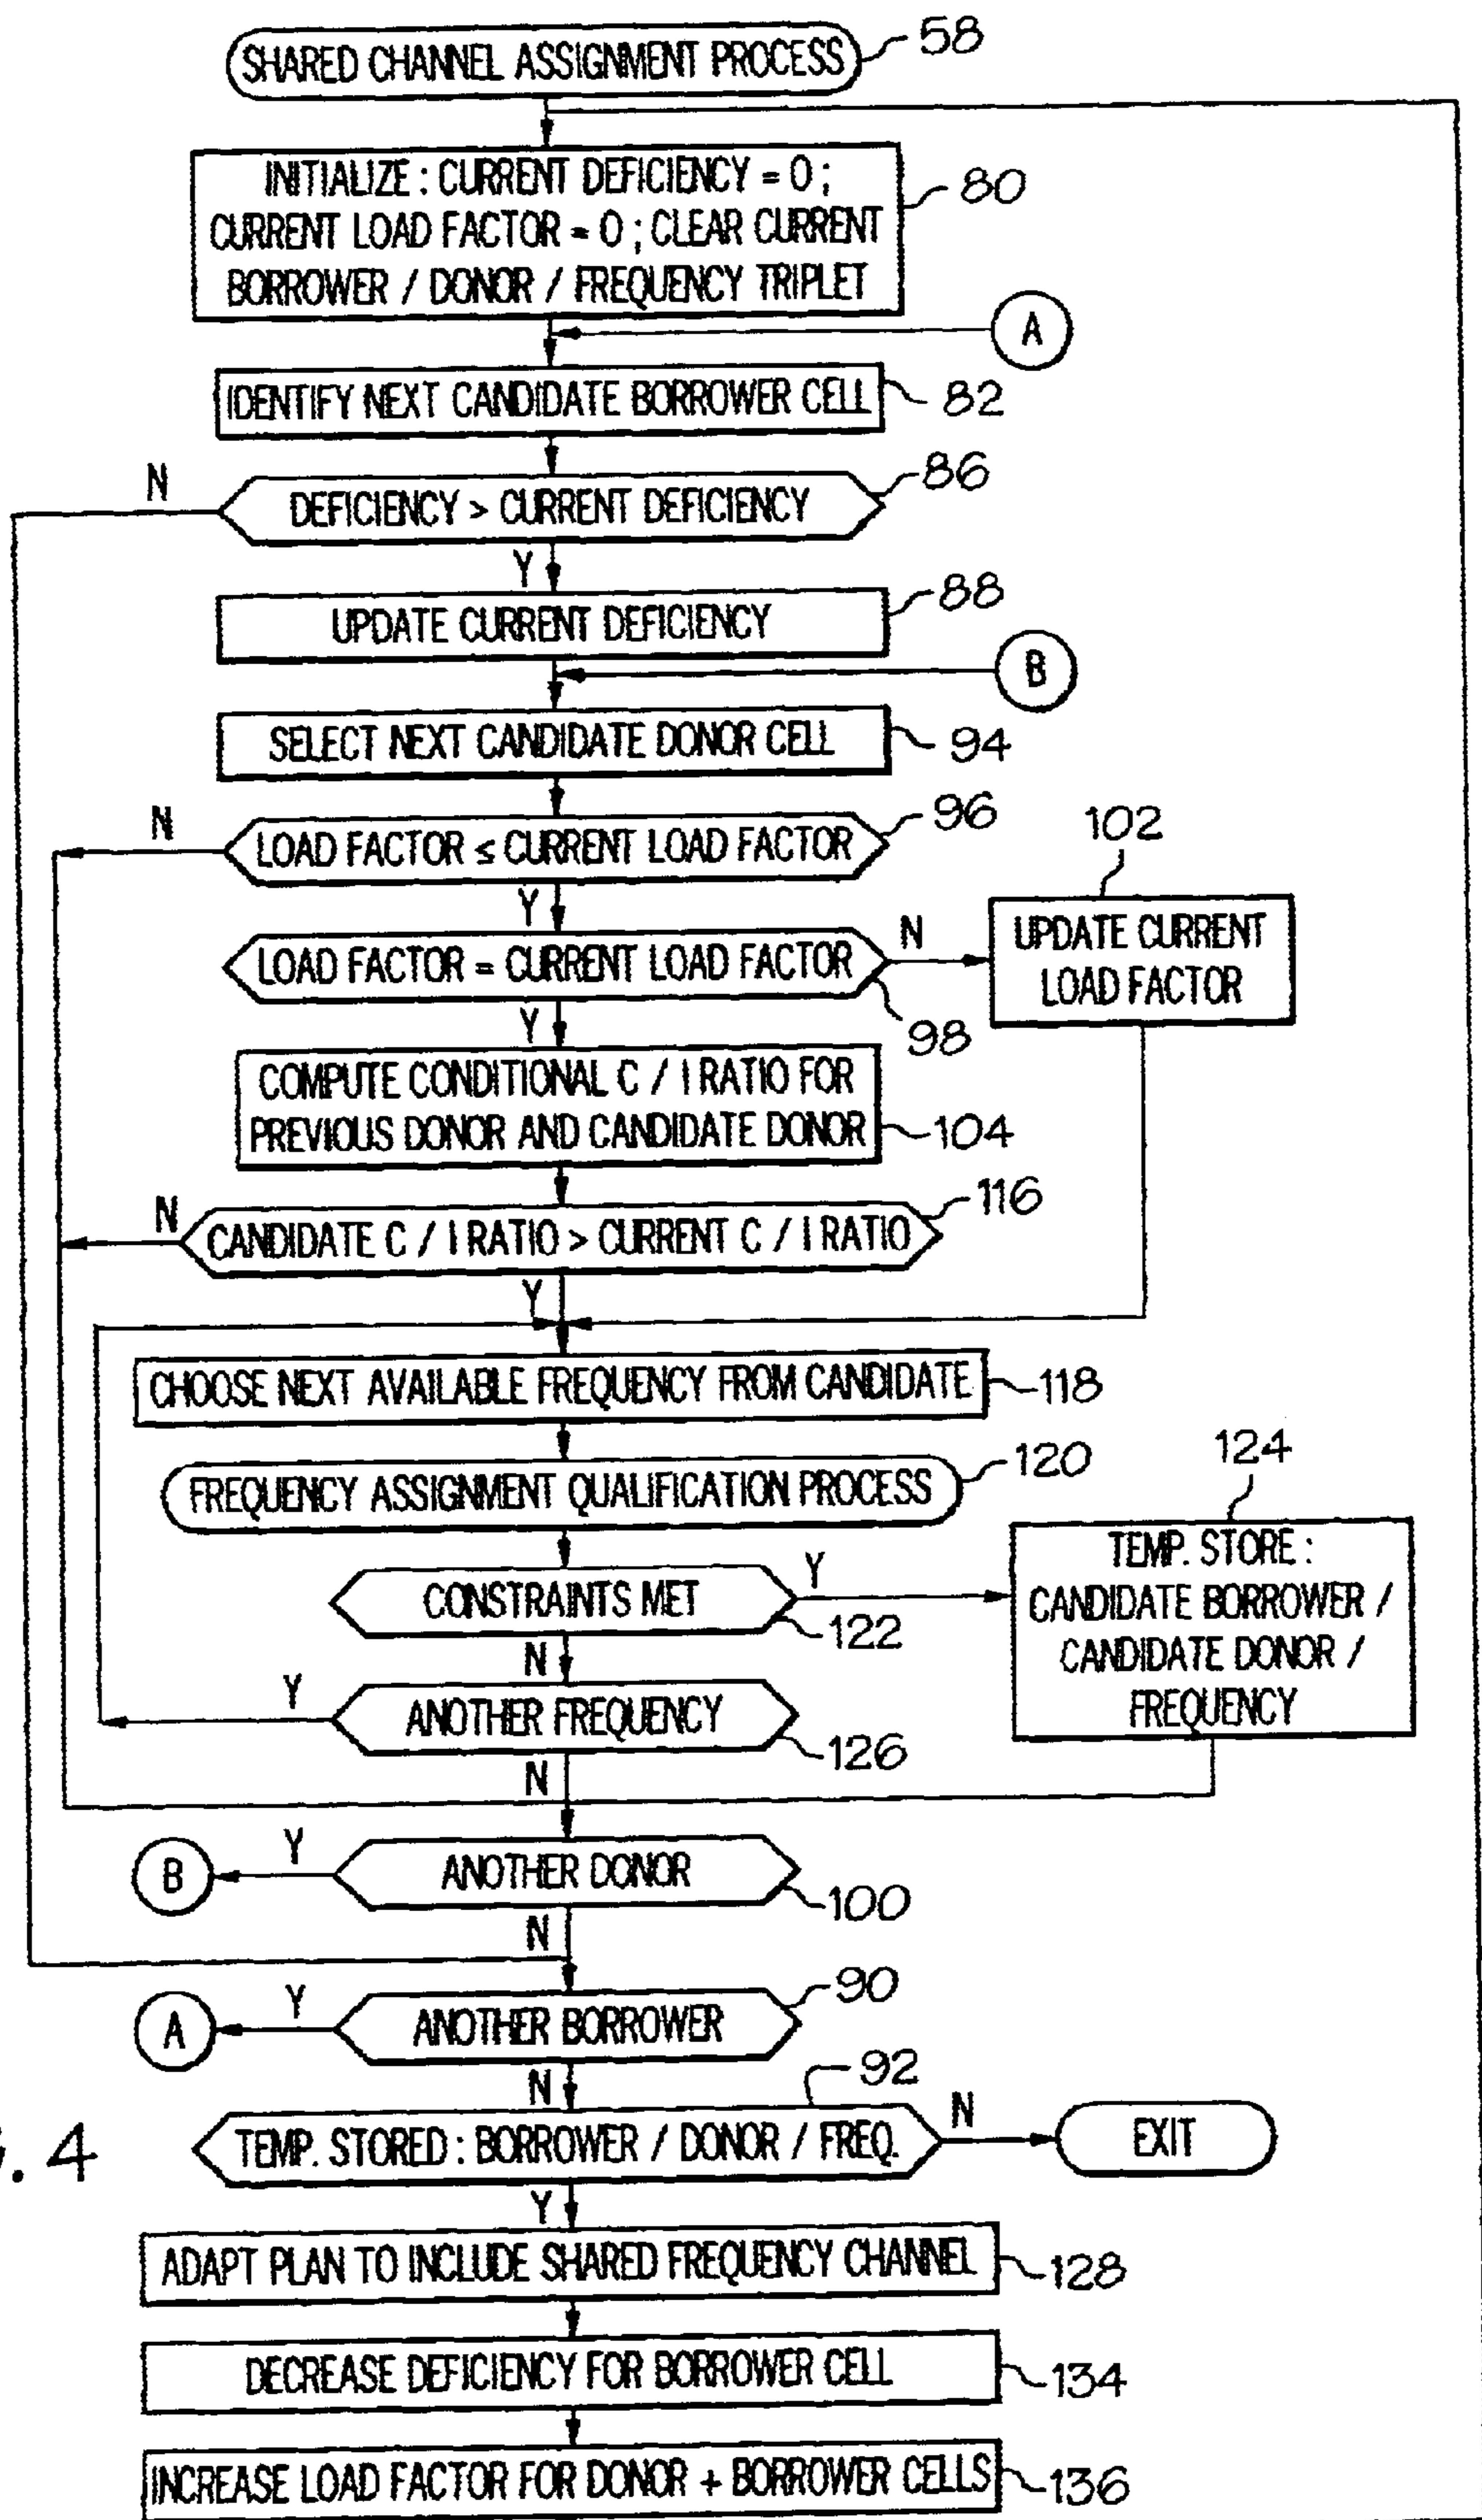 SHARED CHANNEL ASSIGNMENT PROCESS
58
INITIALIZE : CURRENT DEFICIENCY = 0 ;
CURRENT LOAD FACTOR = 0 ; CLEAR CURRENT
BORROWER / DONOR / FREQUENCY TRIPLET
80
A
IDENTIFY NEXT CANDIDATE BORROWER CELL
82
N
DEFICIENCY > CURRENT DEFICIENCY
86
Y
UPDATE CURRENT DEFICIENCY
88
B
SELECT NEXT CANDIDATE DONOR CELL
94
N
LOAD FACTOR ≤ CURRENT LOAD FACTOR
96
102
Y
LOAD FACTOR = CURRENT LOAD FACTOR
N
98
UPDATE CURRENT
LOAD FACTOR
Y
COMPUTE CONDITIONAL C / I RATIO FOR
PREVIOUS DONOR AND CANDIDATE DONOR
104
N
CANDIDATE C / I RATIO > CURRENT C / I RATIO
116
Y
CHOOSE NEXT AVAILABLE FREQUENCY FROM CANDIDATE
118
FREQUENCY ASSIGNMENT QUALIFICATION PROCESS
120
124
CONSTRAINTS MET
Y
122
TEMP. STORE :
CANDIDATE BORROWER /
CANDIDATE DONOR /
FREQUENCY
N
Y
ANOTHER FREQUENCY
126
N
B
Y
ANOTHER DONOR
100
N
A
Y
ANOTHER BORROWER
90
N
92
TEMP. STORED : BORROWER / DONOR / FREQ.
N
EXIT
. 4
Y
ADAPT PLAN TO INCLUDE SHARED FREQUENCY CHANNEL
128
DECREASE DEFICIENCY FOR BORROWER CELL
134
INCREASE LOAD FACTOR FOR DONOR + BORROWER CELLS
136